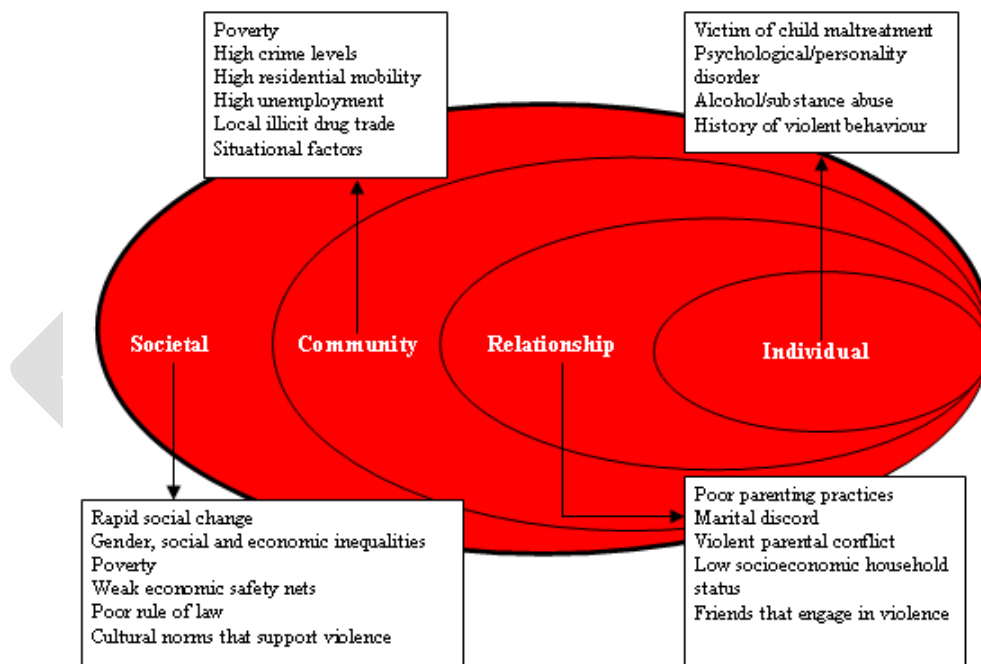 Poverty
High crime levels
High residential mobility
High unemployment
Local illicit drug trade
Situational factors
Victim of child maltreatment
Psychological/personality
disorder
Alcohol/substance abuse
History of violent behaviour
Societal
Community
Relationship
Individual
Rapid social change
Gender, social and economic inequalities
Poverty
Weak economic safety nets
Poor rule of law
Cultural norms that support violence
Poor parenting practices
Marital discord
Violent parental conflict
Low socioeconomic household
status
Friends that engage in violence